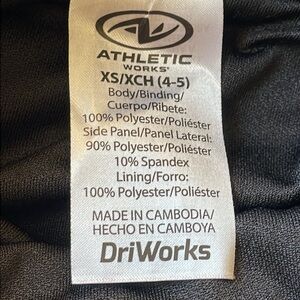 ATHLETIC
WORKS®
XS/XCH (4-5)
Body/Binding/
Cuerpo/Ribete:
100% Polyester/Poliéster
Side Panel/Panel Lateral:
90% Polyester/Poliéster
10% Spandex
Lining/Forro:
100% Polyester/Poliéster
MADE IN CAMBODIA/
HECHO EN CAMBOYA
DriWorks